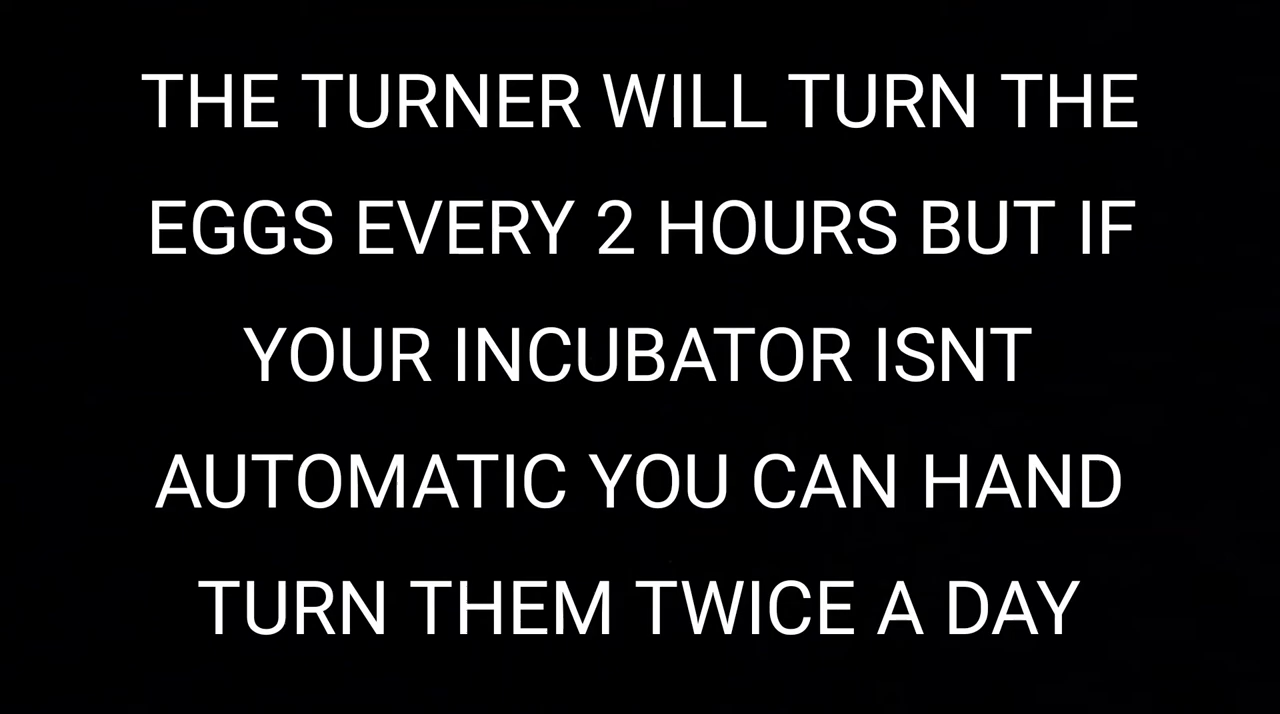 THE TURNER WILL TURN THE
EGGS EVERY 2 HOURS BUT IF
YOUR INCUBATOR ISNT
AUTOMATIC YOU CAN HAND
TURN THEM TWICE A DAY